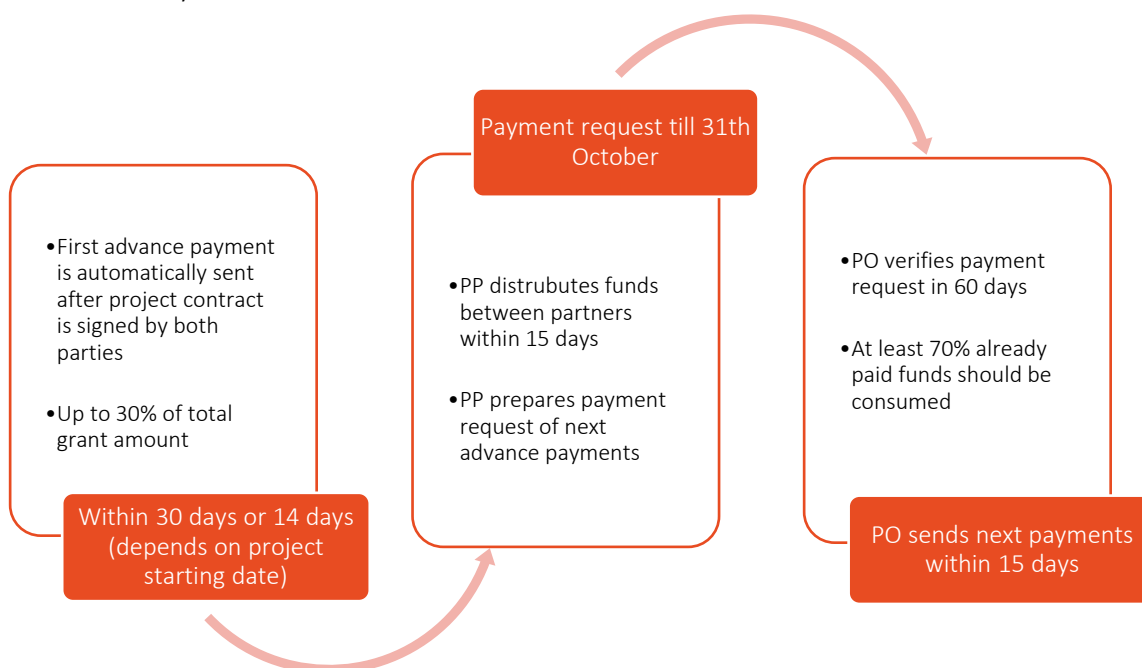 •First advance payment
is automatically sent
after project contract
is signed by both
parties
•Up to 30% of total
grant amount
Within 30 days or 14 days
(depends on project
starting date)
Payment request till 31th
October
•PP distrubutes funds
between partners
within 15 days
•PP prepares payment
request of next
advance payments
•PO verifies payment
request in 60 days
•At least 70% already
paid funds should be
consumed
PO sends next payments
within 15 days